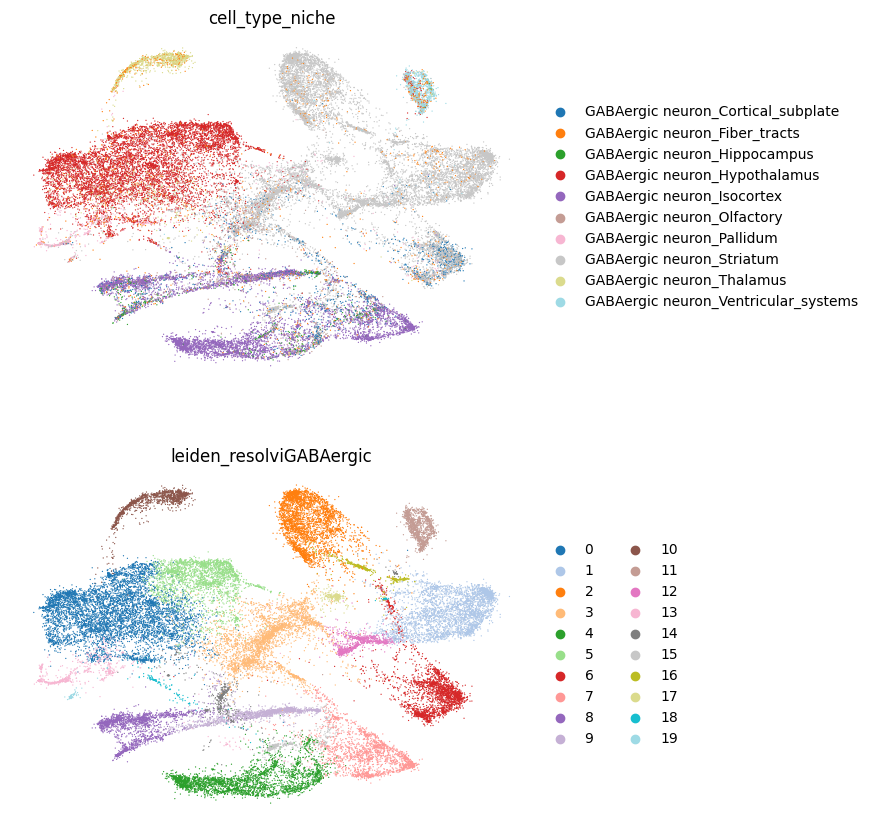 cell_type_niche
GABAergic neuron_Cortical_subplate
GABAergic neuron_Fiber_tracts
GABAergic neuron_Hippocampus
GABAergic neuron_Hypothalamus
GABAergic neuron_Isocortex
GABAergic neuron_Olfactory
GABAergic neuron_Pallidum
GABAergic neuron_Striatum
GABAergic neuron_Thalamus
GABAergic neuron_Ventricular_systems
leiden_resolviGABAergic
0 10
1 11
2 12
3 13
4 14
5 15
6 16
7 17
8 18
9 19